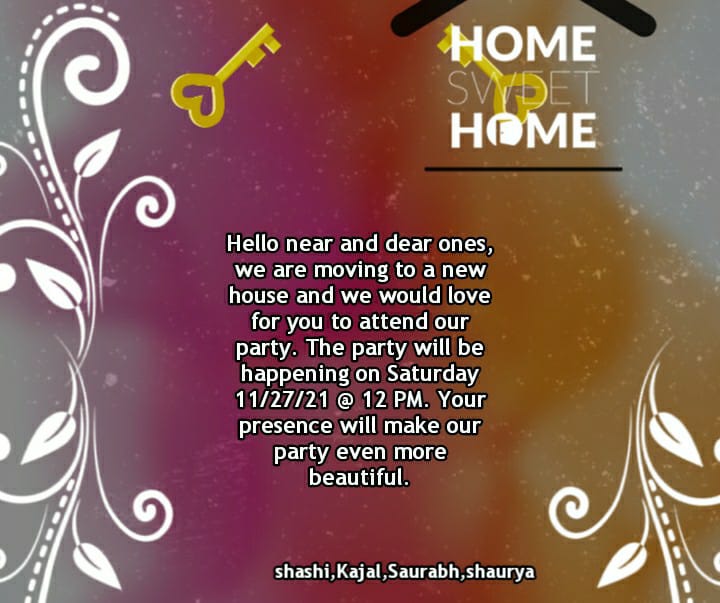 HOME
SWEET
HOME
Hello near and dear ones,
we are moving to a new
house and we would love
for you to attend our
party. The party will be
happening on Saturday
11/27/21 @ 12 PM. Your
presence will make our
party even more
beautiful.
shashi,Kajal,Saurabh,shaurya